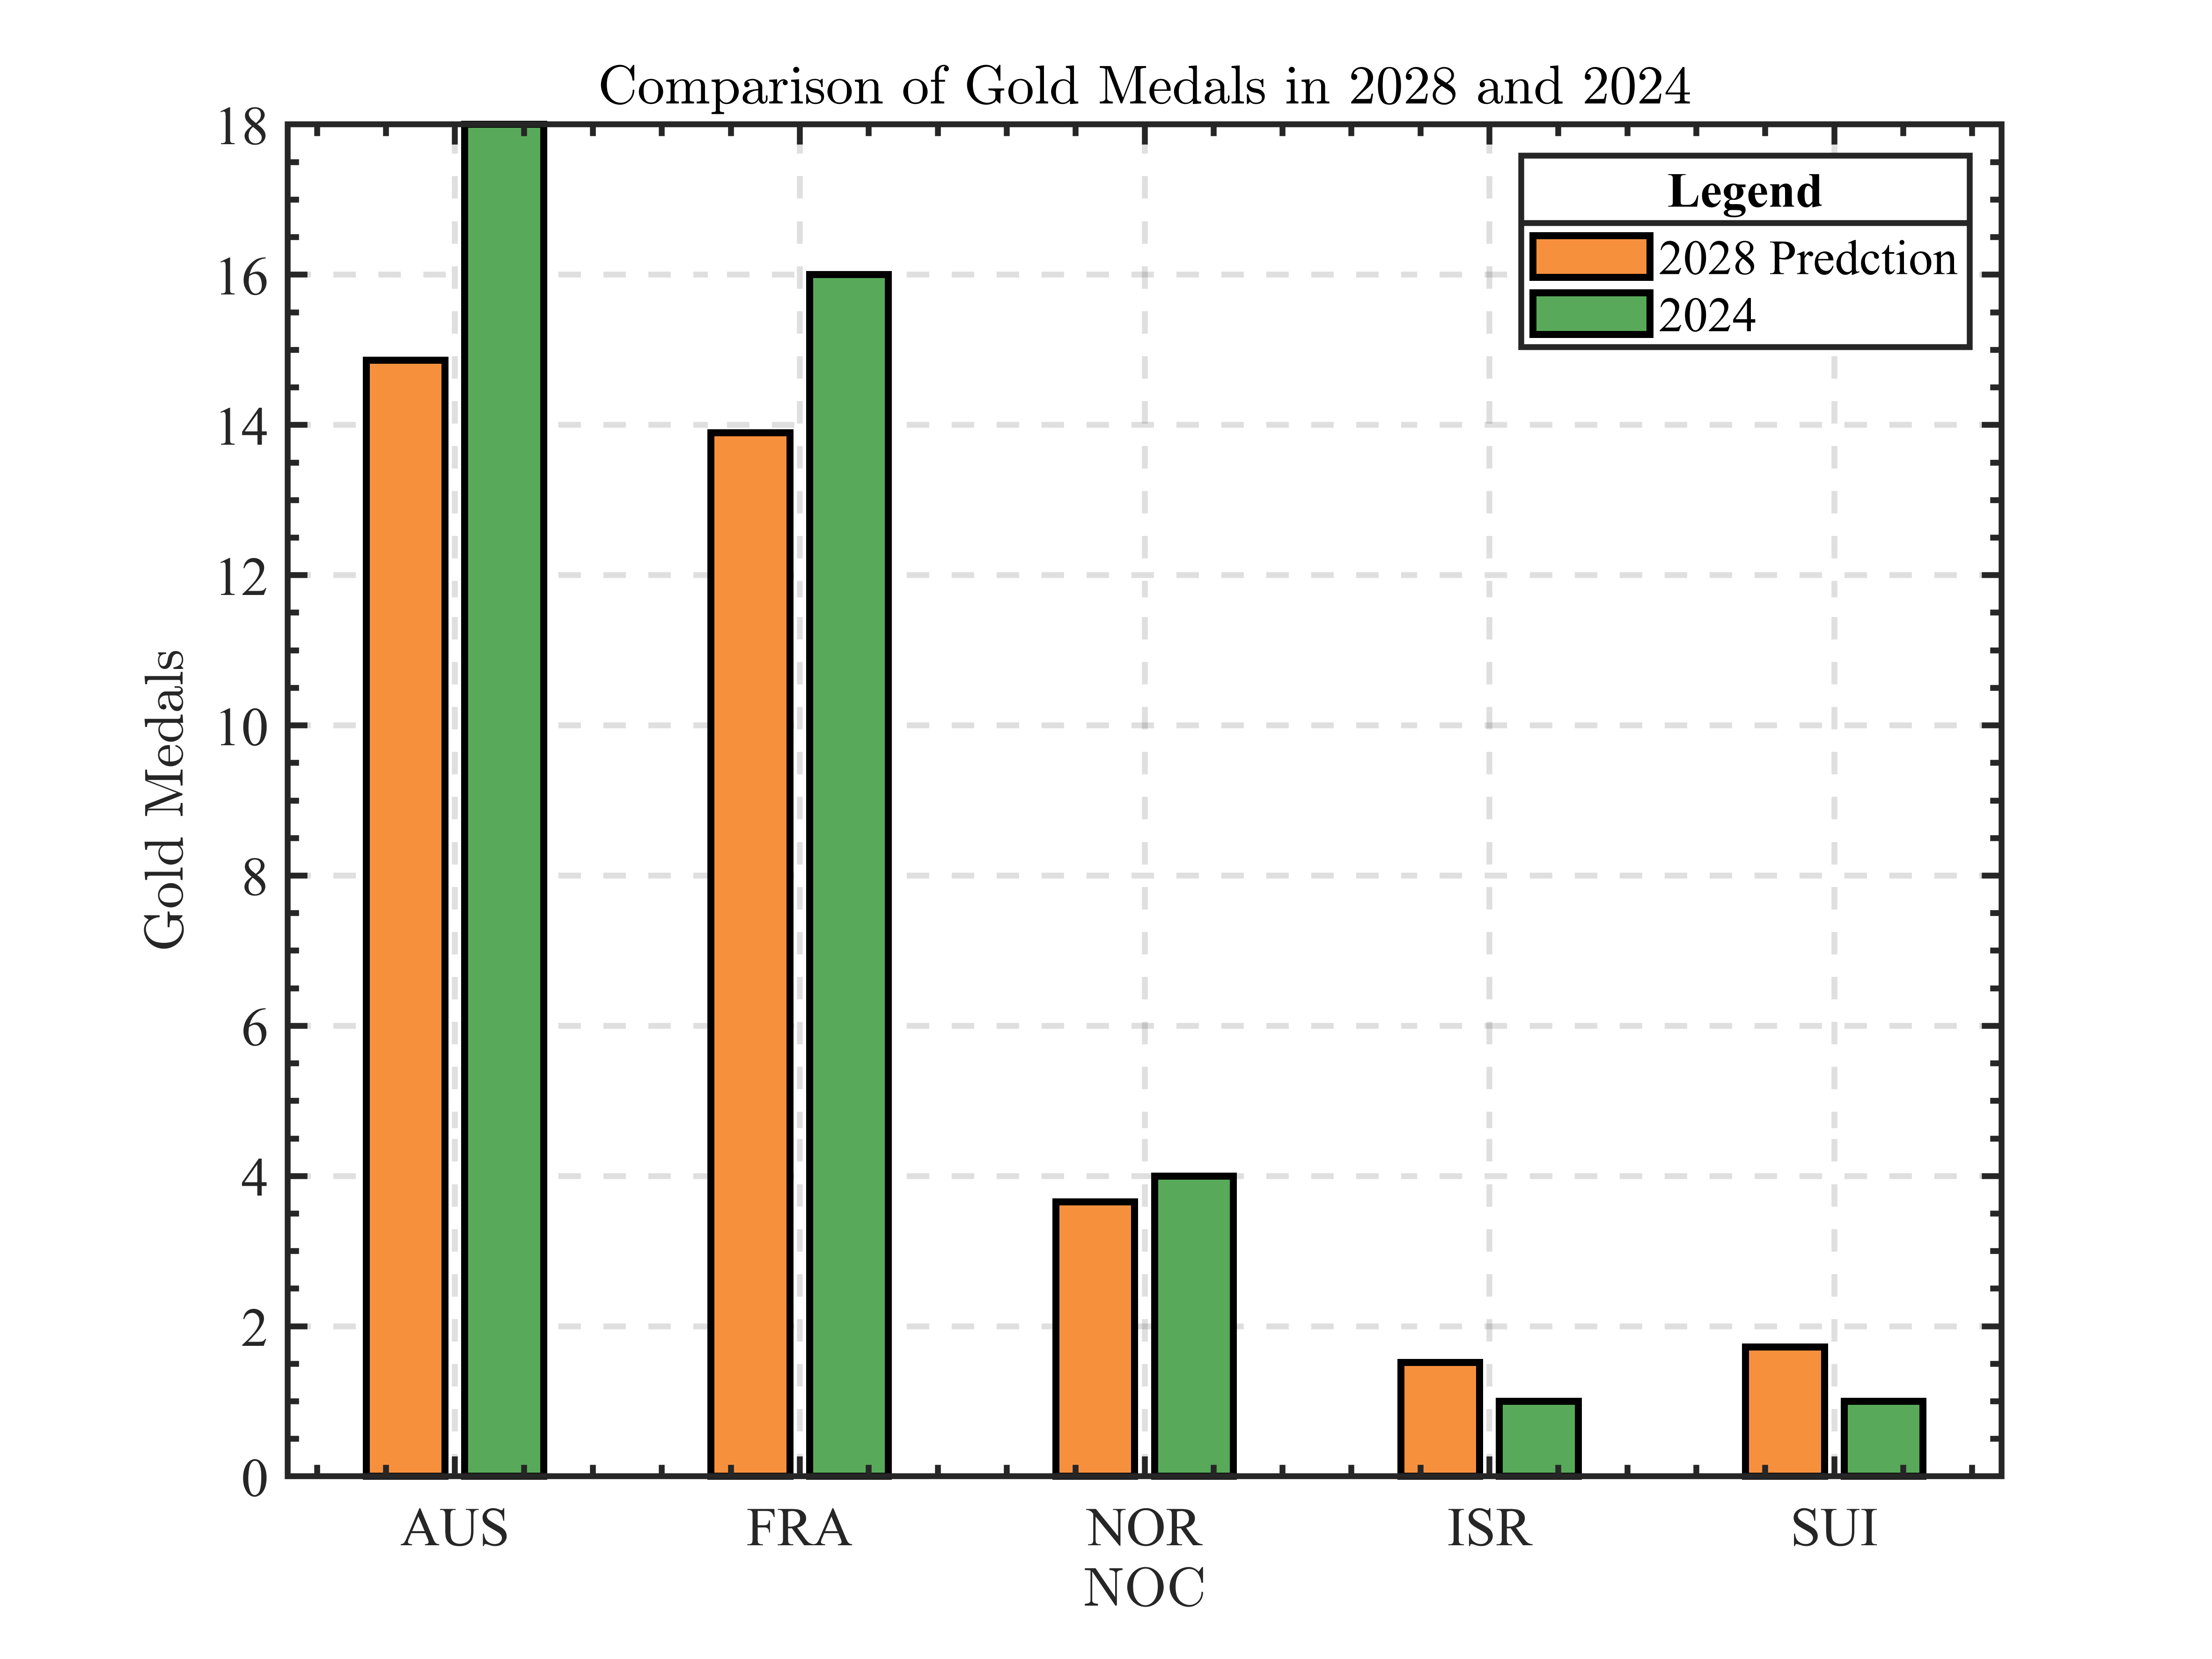 Comparison of Gold Medals in 2028 and 2024
Legend
2028 Predction
2024
Gold Medals
18
16
14
12
10
8
6
4
2
0
AUS FRA NOR ISR SUI
NOC